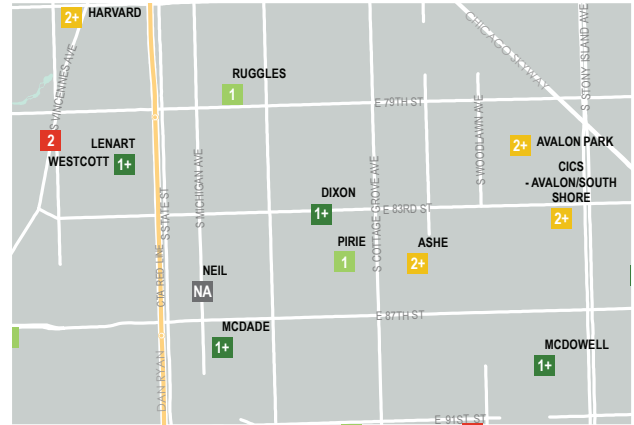 2+ HARVARD
CHICAGO SKYWAY
S STONY ISLAND AVE
S VINCENNES AVE
RUGGLES
1
E 79TH ST
S WOODLAWN AVE
2
LENART
WESTCOTT
1+
2+ AVALON PARK
CICS
- AVALON/SOUTH
SHORE
2+
S MICHIGAN AVE
S STATE ST
S COTTAGE GROVE AVE
DIXON
1+
E 83RD ST
PIRIE
1
ASHE
2+
CTA RED LINE
NEIL
NA
E 87TH ST
MCDADE
1+
MCDOWELL
1+
DAN RYAN
E 91ST ST